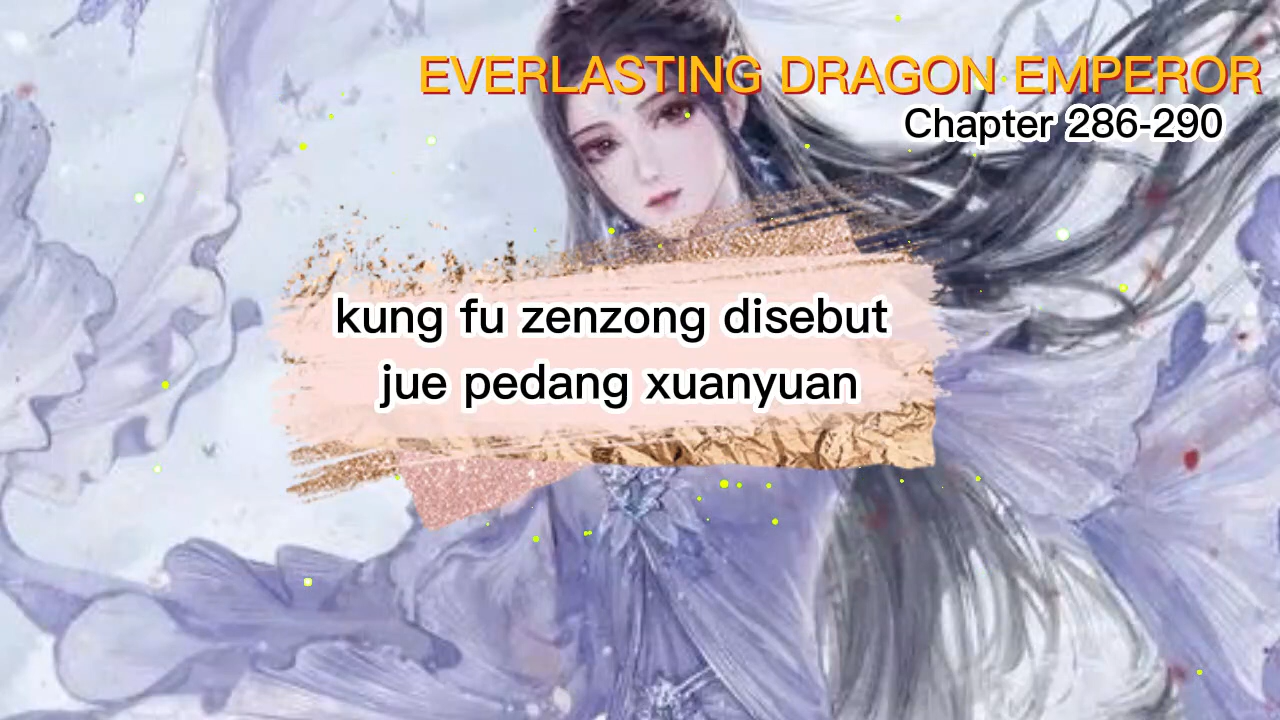 EVERLASTING DRAGON EMPEROR
Chapter 286-290
kung fu zenzong disebut
jue pedang xuanyuan